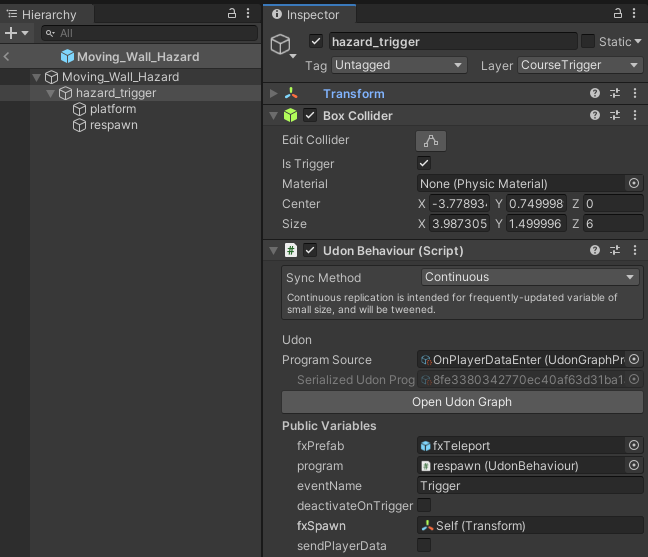 Hierarchy
All
Moving_Wall_Hazard
Moving_Wall_Hazard
hazard_trigger
platform
respawn
Inspector
hazard_trigger Static
Tag Untagged Layer CourseTrigger
Transform
Box Collider
Edit Collider
Is Trigger
Material None (Physic Material)
Center X -3.77893 Y 0.749998 Z 0
Size X 3.987305 Y 1.499996 Z 6
Udon Behaviour (Script)
Sync Method Continuous
Continuous replication is intended for frequently-updated variable of
small size, and will be tweened.
Udon
Program Source OnPlayerDataEnter (UdonGraphPr
Serialized Udon Prog 8fe3380342770ec40af63d31ba1
Open Udon Graph
Public Variables
fxPrefab fxTeleport
program respawn (UdonBehaviour)
eventName Trigger
deactivateOnTrigger
fxSpawn Self (Transform)
sendPlayerData